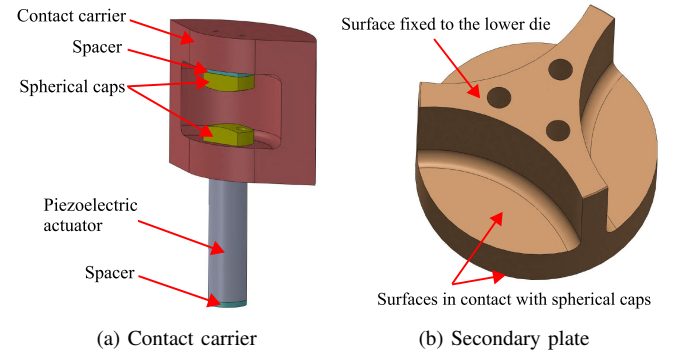 Contact carrier
Spacer
Spherical caps
Piezoelectric
actuator
Spacer
(a) Contact carrier
Surface fixed to the lower die
Surfaces in contact with spherical caps
(b) Secondary plate